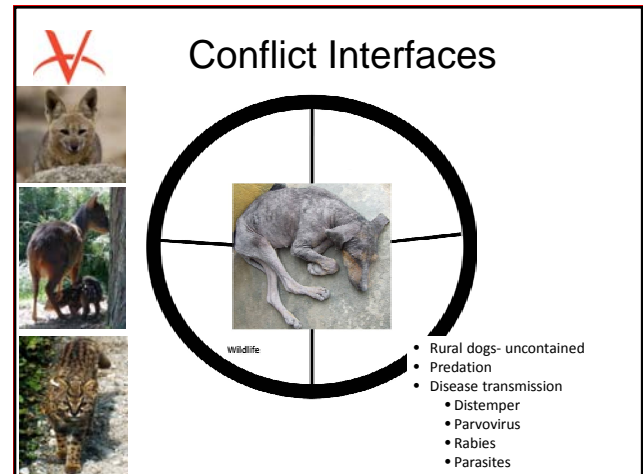 Conflict Interfaces
Wildlife
• Rural dogs- uncontained
• Predation
• Disease transmission
• Distemper
• Parvovirus
• Rabies
• Parasites